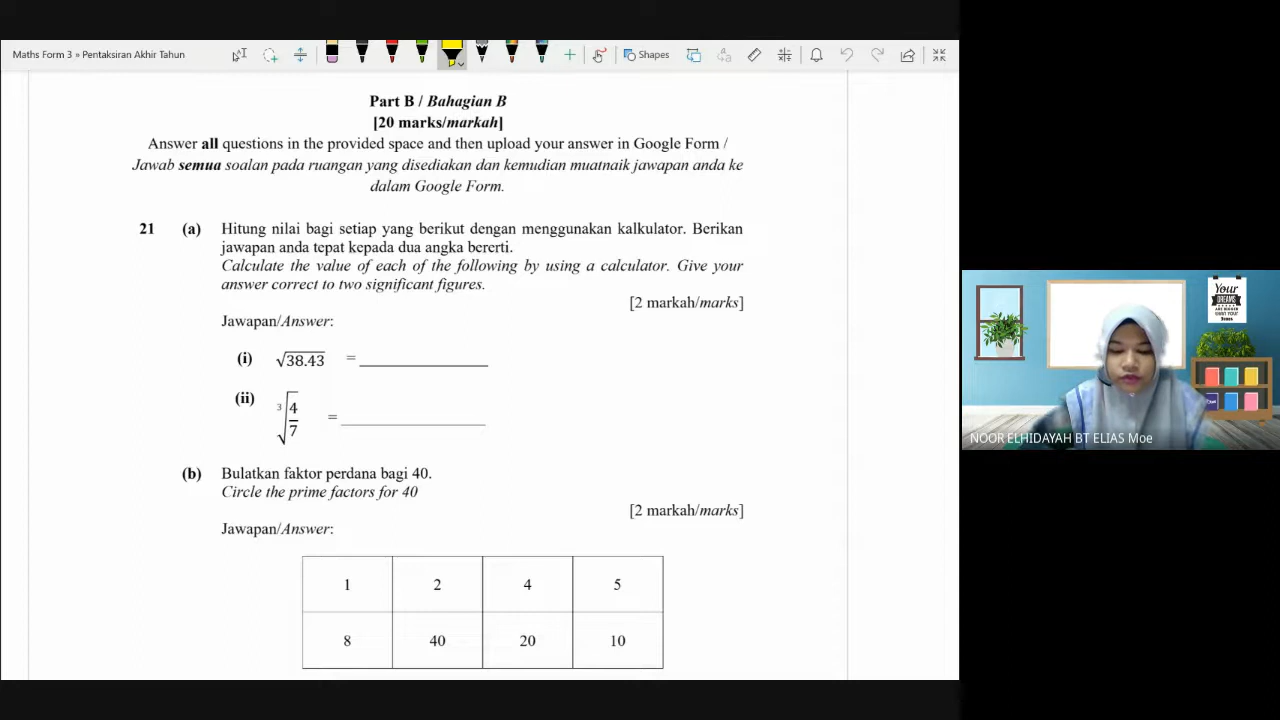 Maths Form 3 » Pentaksiran Akhir Tahun
Shapes
Part B / Bahagian B
[20 marks/markah]
Answer all questions in the provided space and then upload your answer in Google Form /
Jawab semua soalan pada ruangan yang disediakan dan kemudian muatnaik jawapan anda ke
dalam Google Form.
21 (a) Hitung nilai bagi setiap yang berikut dengan menggunakan kalkulator. Berikan
jawapan anda tepat kepada dua angka bererti.
Calculate the value of each of the following by using a calculator. Give your
answer correct to two significant figures.
[2 markah/marks]
Jawapan/Answer:
(i) √38.43 = ____________
(ii) ³√(4/7) = ____________
(b) Bulatkan faktor perdana bagi 40.
Circle the prime factors for 40
[2 markah/marks]
Jawapan/Answer:
1 2 4 5
8 40 20 10
Your
DREAMS
NOOR ELHIDAYAH BT ELIAS Moe